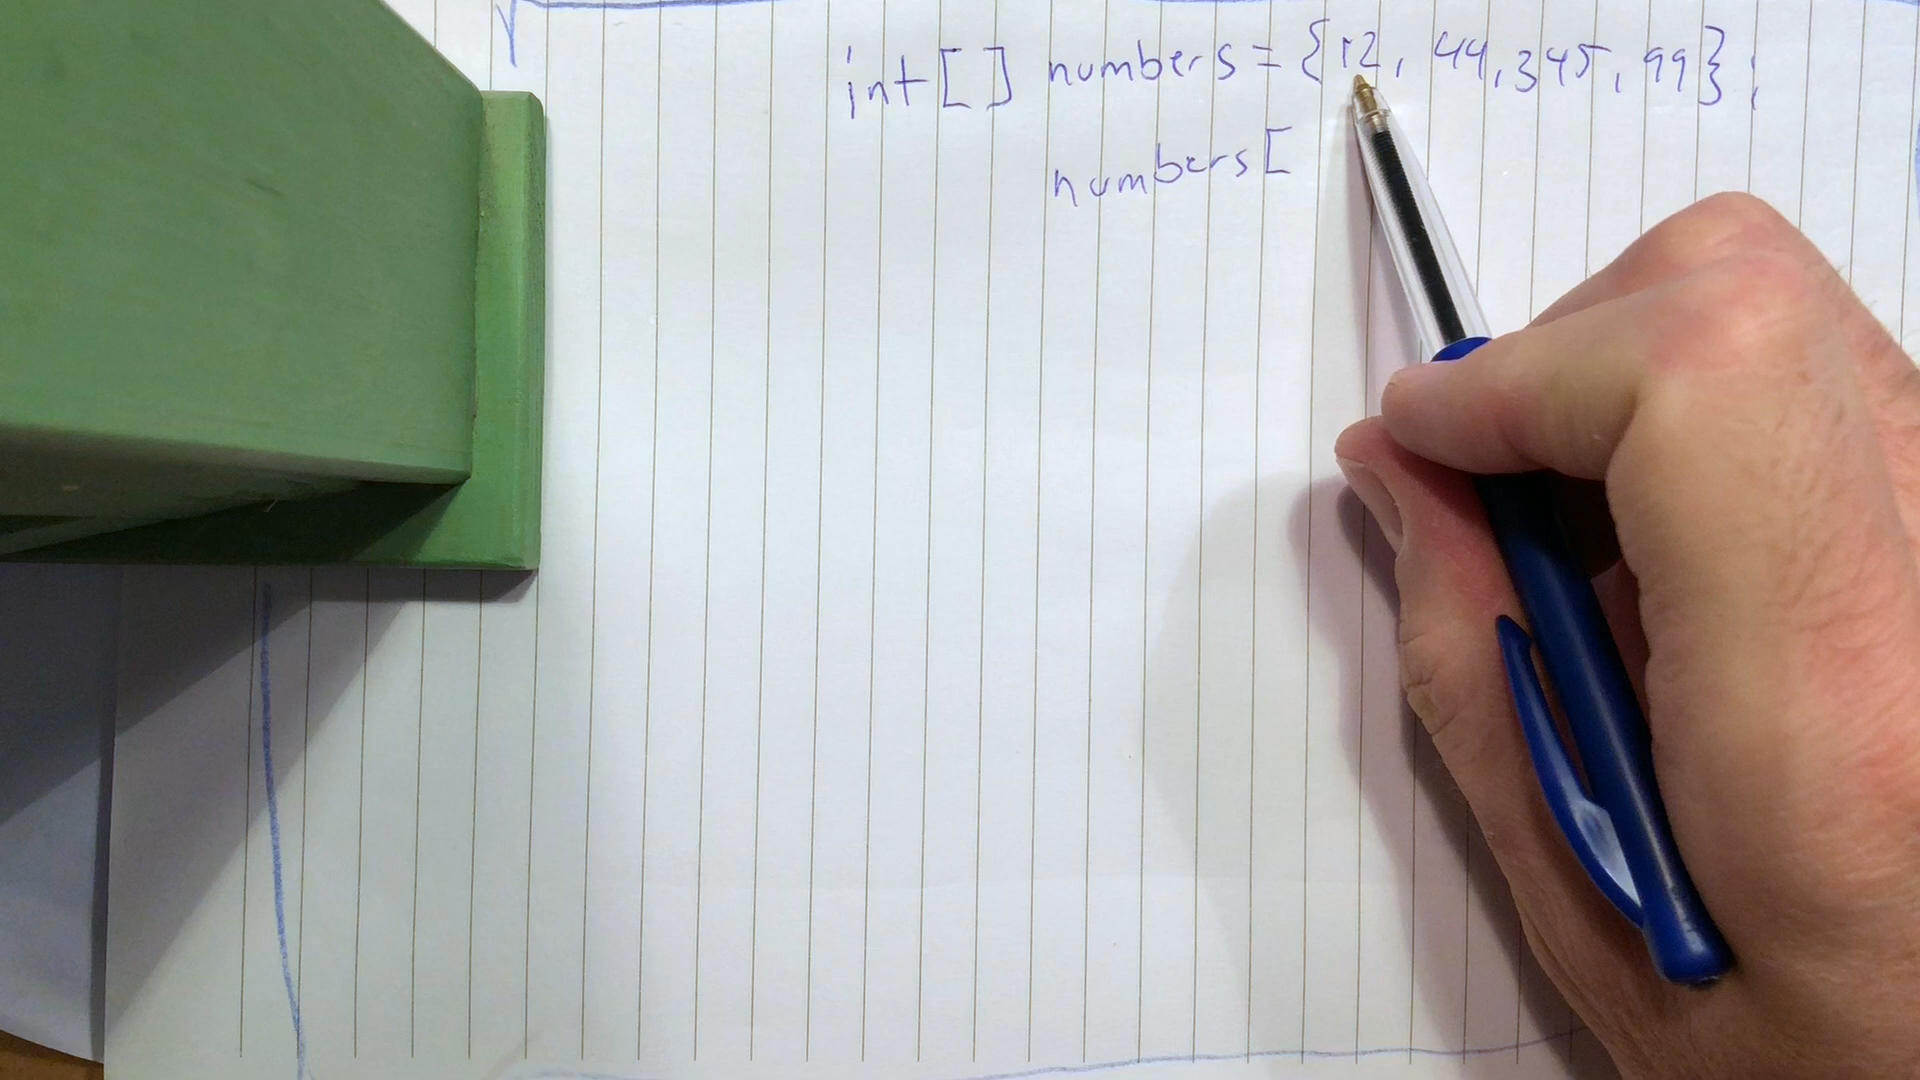 int[] numbers = {12, 44, 345, 99};
numbers[